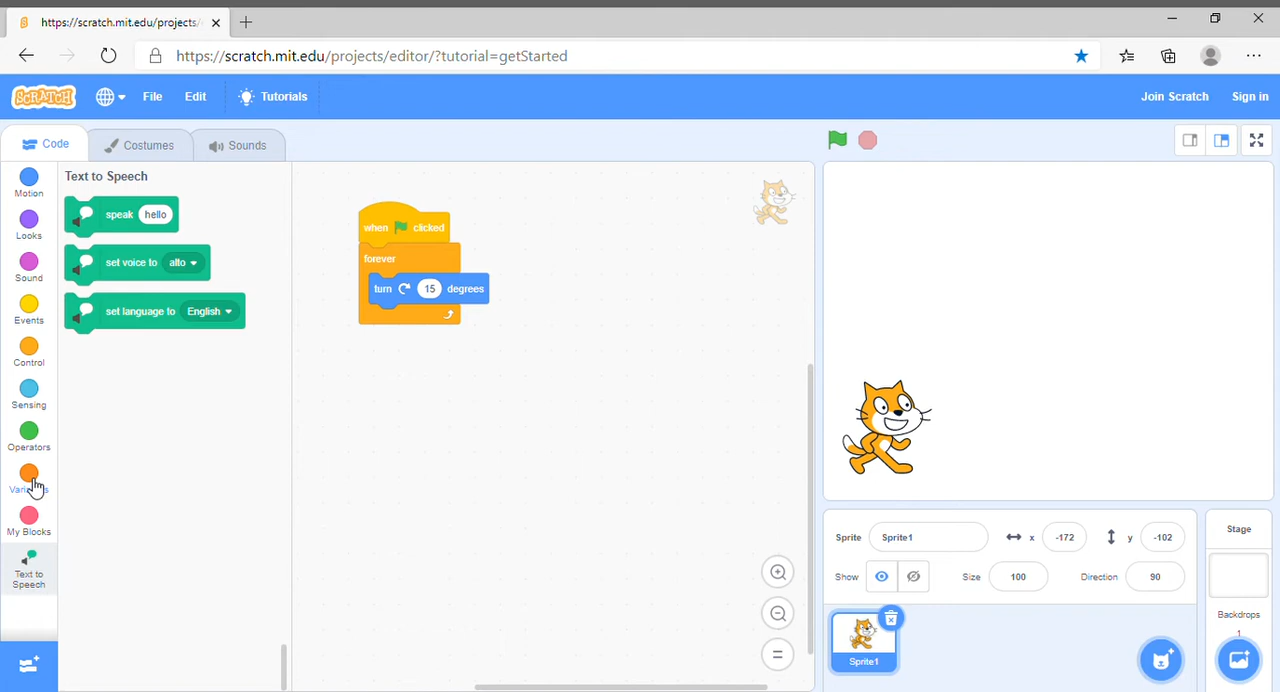 https://scratch.mit.edu/projects/
https://scratch.mit.edu/projects/editor/?tutorial=getStarted
SCRATCH File Edit Tutorials Join Scratch Sign in
Code Costumes Sounds
Motion
Looks
Sound
Events
Control
Sensing
Operators
My Blocks
Text to
Speech
Text to Speech
speak hello
set voice to alto
set language to English
when clicked
forever
turn 15 degrees
Sprite Sprite1 x -172 y -102
Show Size 100 Direction 90
Sprite1
Stage
Backdrops
1